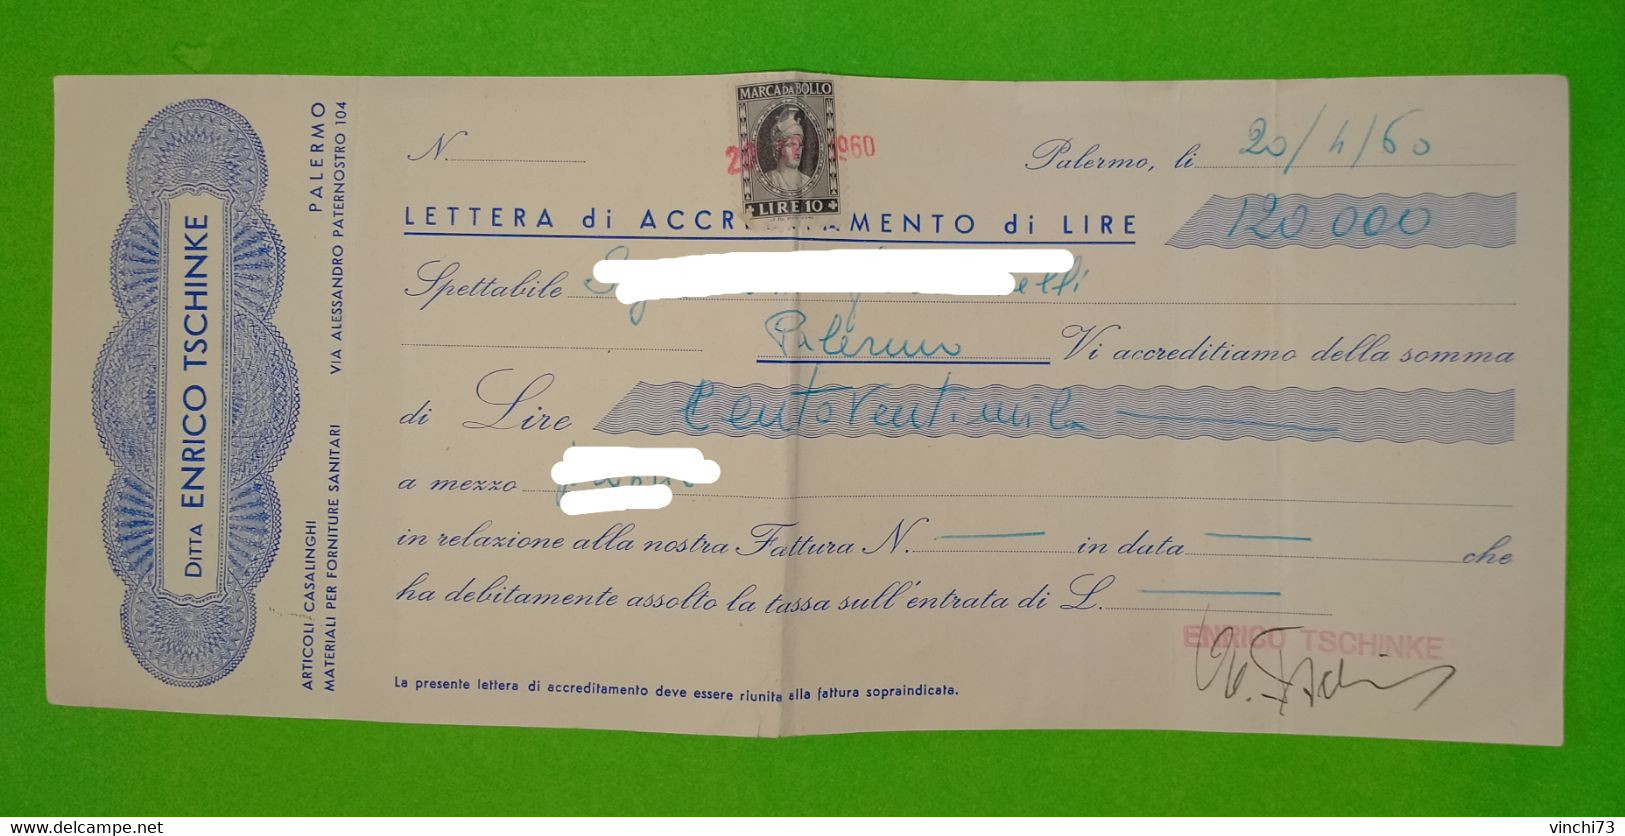 DITTA ENRICO TSCHINKE
ARTICOLI CASALINGHI
MATERIALI PER FORNITURE SANITARI
PALERMO
VIA ALESSANDRO PATERNOSTRO 104
MARCA DA BOLLO
1960
LIRE 10
N.
Palermo, li 20/4/60
LETTERA di ACCR AMENTO di LIRE 120.000
Spettabile
Palermo Vi accreditiamo della somma
di Lire Centoventimila
a mezzo
in relazione alla nostra Fattura N. — in data — che
ha debitamente assolto la tassa sull'entrata di L. —
ENRICO TSCHINKE
La presente lettera di accreditamento deve essere riunita alla fattura sopraindicata.
delcampe.net
vinchi73